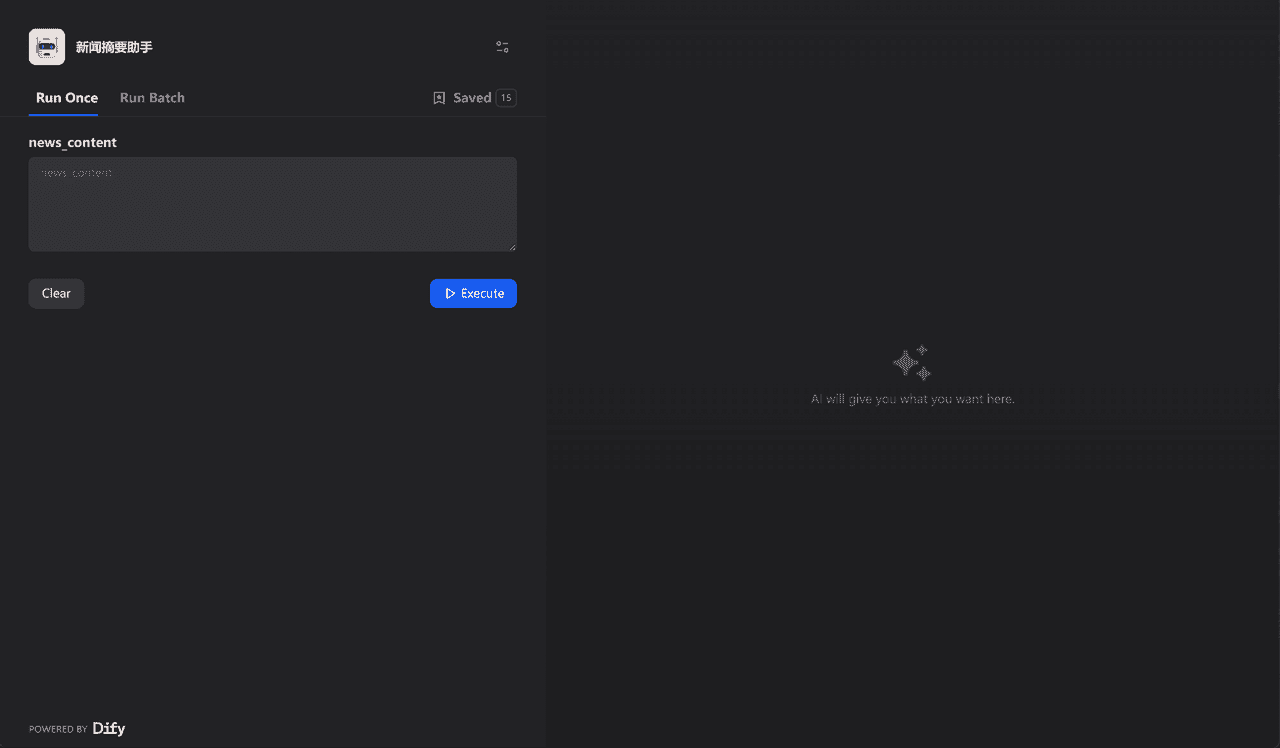 新闻摘要助手
Run Once
Run Batch
Saved 15
news_content
news_content
Clear
Execute
AI will give you what you want here.
POWERED BY Dify